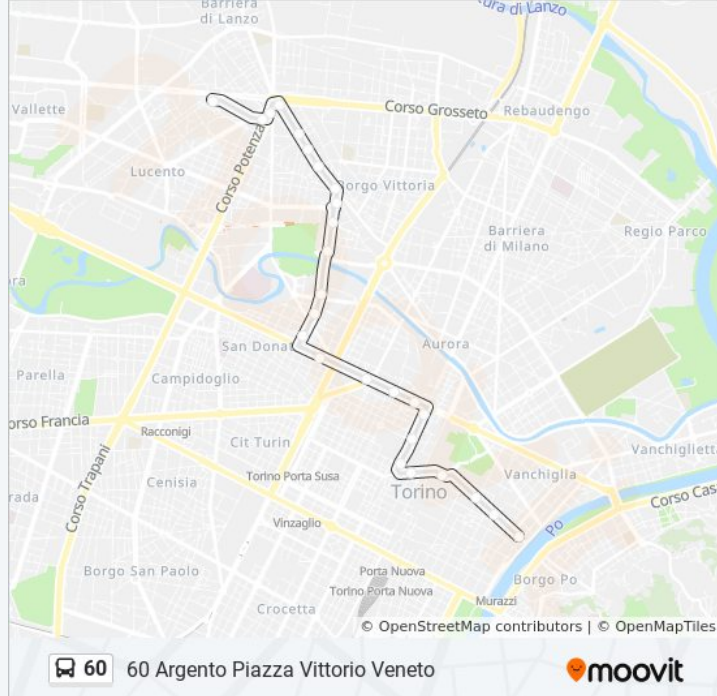 Barriera
di Lanzo
ura di Lanzo
Vallette
Corso Grosseto
Rebaudengo
Corso Potenza
Lucento
Borgo Vittoria
Barriera
di Milano
Regio Parco
ora
San Dona
Aurora
Parella
Campidoglio
orso Francia
Racconigi
Cit Turin
Vanchiglietta
Corso Trapani
Cenisia
Torino Porta Susa
Vanchiglia
rada
Torino
Corso Cas
Vinzaglio
Po
Borgo San Paolo
Porta Nuova
Borgo Po
Torino Porta Nuova
Crocetta
Murazzi
© OpenStreetMap contributors | © OpenMapTiles
60
60 Argento Piazza Vittorio Veneto
moovit